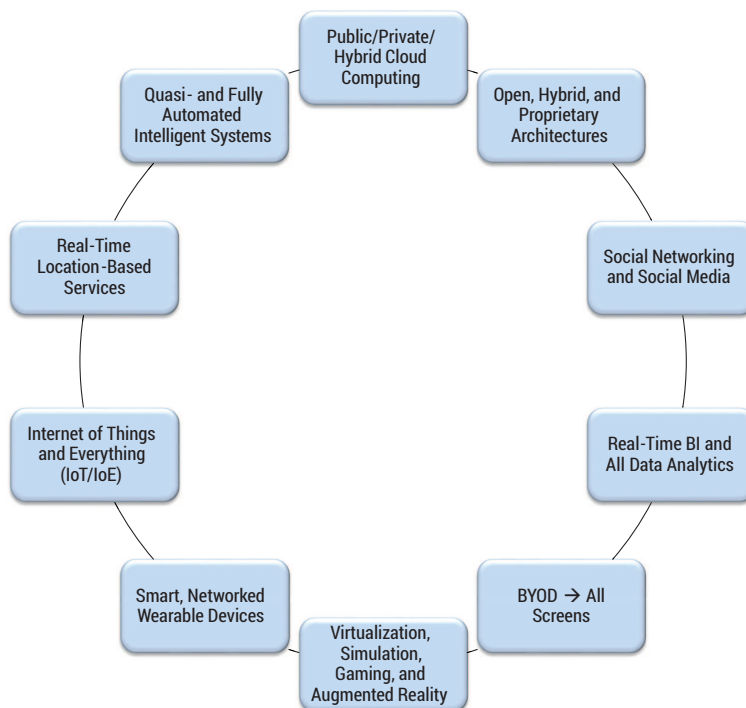 Public/Private/
Hybrid Cloud
Computing
Open, Hybrid, and
Proprietary
Architectures
Social Networking
and Social Media
Real-Time BI and
All Data Analytics
BYOD → All
Screens
Virtualization,
Simulation,
Gaming, and
Augmented Reality
Smart, Networked
Wearable Devices
Internet of Things
and Everything
(IoT/IoE)
Real-Time
Location-Based
Services
Quasi- and Fully
Automated
Intelligent Systems